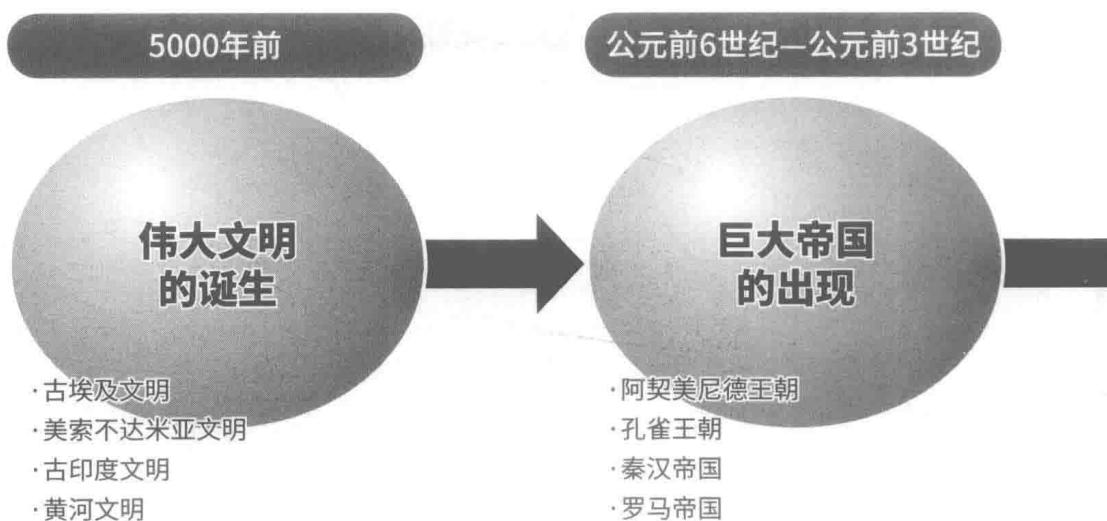 5000年前
伟大文明
的诞生
·古埃及文明
·美索不达米亚文明
·古印度文明
·黄河文明
公元前6世纪—公元前3世纪
巨大帝国
的出现
·阿契美尼德王朝
·孔雀王朝
·秦汉帝国
·罗马帝国